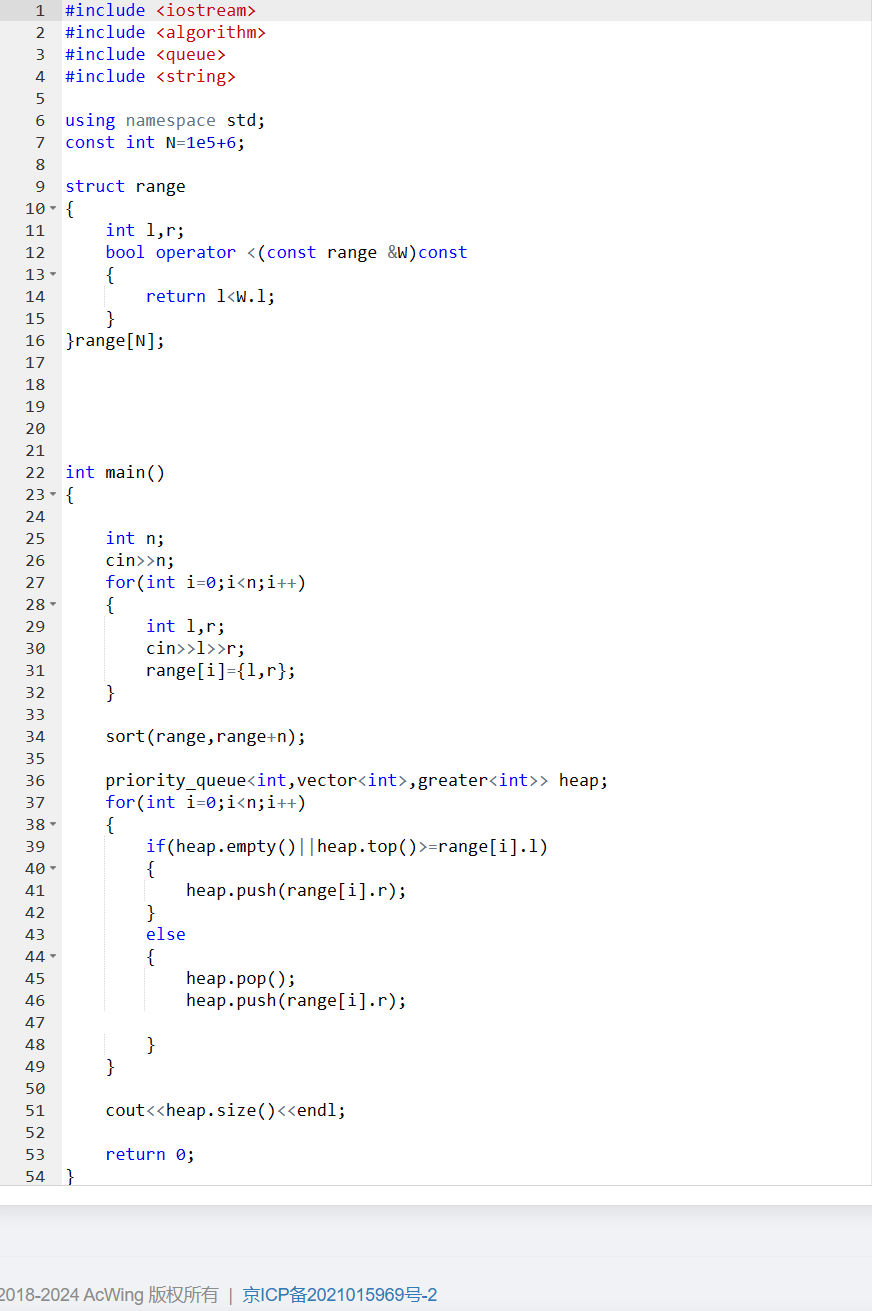 1 #include <iostream>
2 #include <algorithm>
3 #include <queue>
4 #include <string>
5
6 using namespace std;
7 const int N=1e5+6;
8
9 struct range
10 {
11     int l,r;
12     bool operator <(const range &W)const
13     {
14         return l<W.l;
15     }
16 }range[N];
17
18
19
20
21
22 int main()
23 {
24
25     int n;
26     cin>>n;
27     for(int i=0;i<n;i++)
28     {
29         int l,r;
30         cin>>l>>r;
31         range[i]={l,r};
32     }
33
34     sort(range,range+n);
35
36     priority_queue<int,vector<int>,greater<int>> heap;
37     for(int i=0;i<n;i++)
38     {
39         if(heap.empty()||heap.top()>=range[i].l)
40         {
41             heap.push(range[i].r);
42         }
43         else
44         {
45             heap.pop();
46             heap.push(range[i].r);
47
48         }
49     }
50
51     cout<<heap.size()<<endl;
52
53     return 0;
54 }
2018-2024 AcWing 版权所有 | 京ICP备2021015969号-2